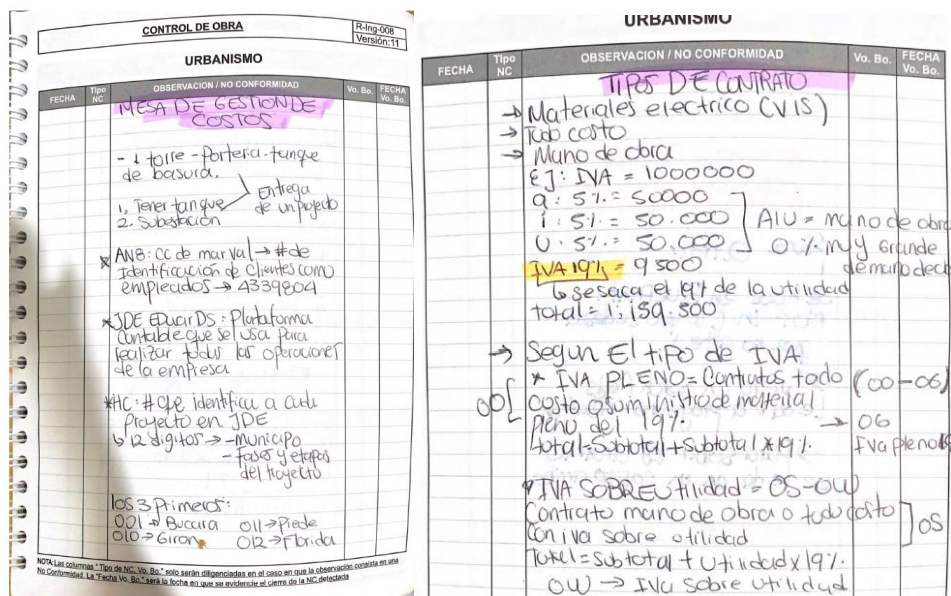 CONTROL DE OBRA
R-Ing-008
Versión:11
URBANISMO
FECHA
Tipo NC
OBSERVACION / NO CONFORMIDAD
Vo. Bo.
FECHA Vo. Bo.
MESA DE GESTION DE
COSTOS
- 1 torre - Porteria - tanque
de basura.
1. Tener tanque
2. Subestación
Entrega
de un proyecto
* ANB: CC de marval → # de
Identificación de Clientes como
empleados → 4339804
* JDE EDUCARDS: Plataforma
Contable que se usa para
realizar todas las operaciones
de la empresa
* HC: # que identifica a cada
Proyecto en JDE
↳ 12 digitos → - Municipo
- fases y etapas
del Proyecto
los 3 Primeros:
001 → Bucara 011 → Piede
010 → Giron 012 → Florida
NOTA: Las columnas "Tipo de NC, Vo. Bo." solo serán diligenciadas en el caso en que la observación consista en una
No Conformidad. La "Fecha Vo. Bo." será la fecha en que se evidencie el cierre de la NC detectada
URBANISMO
FECHA
Tipo NC
OBSERVACION / NO CONFORMIDAD
Vo. Bo.
FECHA Vo. Bo.
TIPOS DE CONTRATO
→ Materiales electrico (VIS)
→ Todo costo
→ Mano de obra
EJ: IVA = 1000000
a: 5% = 50000
i: 5% = 50.000
U: 5% = 50.000
AIU = mano de obra
0 % muy grande
de mano de ob
IVA 19% = 9500
↳ se saca el 19% de la utilidad
total = 1,159.500
→ Segun El tipo de IVA
* IVA PLENO = Contratos todo
costo o suministro de material
pleno del 19%.
total = Subtotal + Subtotal * 19%.
001
(00-06)
→ 06
IVA pleno 19
* IVA SOBRE Utilidad = OS-OW
Contrato mano de obra o todo costo
Con iva sobre utilidad
Total = Subtotal + Utilidad x 19%.
OW → IVA sobre utilidad
OS